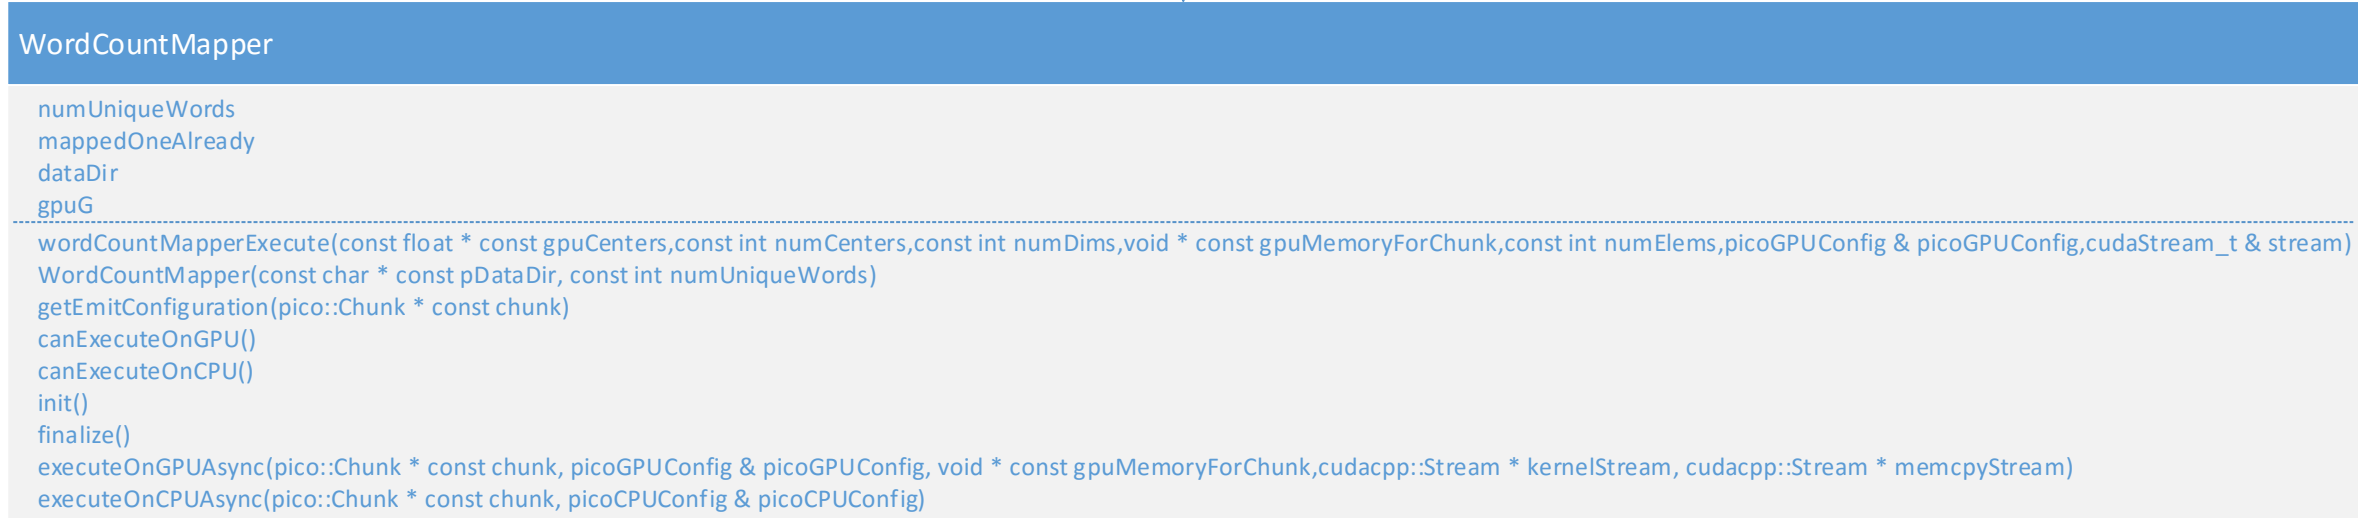 WordCountMapper
numUniqueWords
mappedOneAlready
dataDir
gpuG
wordCountMapperExecute(const float * const gpuCenters,const int numCenters,const int numDims,void * const gpuMemoryForChunk,const int numElems,picoGPUConfig & picoGPUConfig,cudaStream_t & stream)
WordCountMapper(const char * const pDataDir, const int numUniqueWords)
getEmitConfiguration(pico::Chunk * const chunk)
canExecuteOnGPU()
canExecuteOnCPU()
init()
finalize()
executeOnGPUAsync(pico::Chunk * const chunk, picoGPUConfig & picoGPUConfig, void * const gpuMemoryForChunk,cudacpp::Stream * kernelStream, cudacpp::Stream * memcpyStream)
executeOnCPUAsync(pico::Chunk * const chunk, picoCPUConfig & picoCPUConfig)